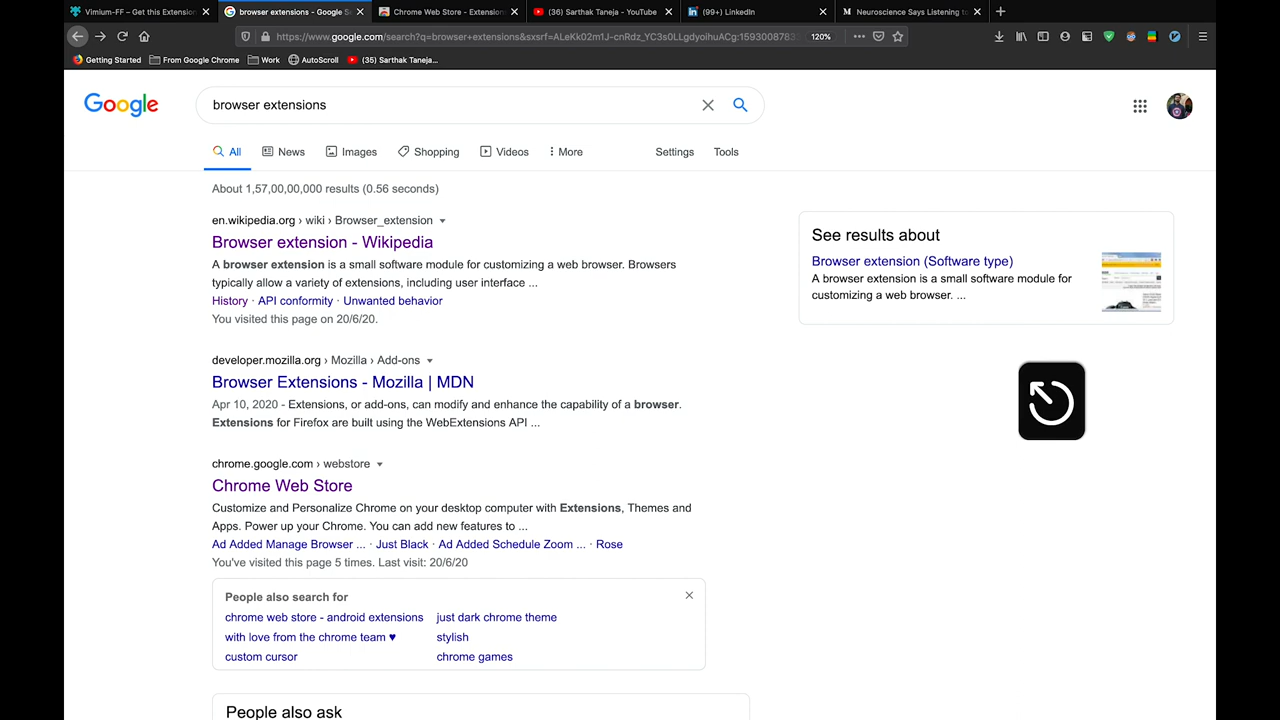 Vimium-FF – Get this Extension
browser extensions - Google S
Chrome Web Store - Extension
(36) Sarthak Taneja - YouTube
(99+) LinkedIn
Neuroscience Says Listening to
https://www.google.com/search?q=browser+extensions&sxsrf=
120%
Getting Started
From Google Chrome
Work
AutoScroll
(35) Sarthak Taneja...
Google
browser extensions
All
News
Images
Shopping
Videos
More
Settings
Tools
About 1,57,00,00,000 results (0.56 seconds)
en.wikipedia.org › wiki › Browser_extension
Browser extension - Wikipedia
A browser extension is a small software module for customizing a web browser. Browsers
typically allow a variety of extensions, including user interface ...
History · API conformity · Unwanted behavior
You visited this page on 20/6/20.
developer.mozilla.org › Mozilla › Add-ons
Browser Extensions - Mozilla | MDN
Apr 10, 2020 - Extensions, or add-ons, can modify and enhance the capability of a browser.
Extensions for Firefox are built using the WebExtensions API ...
chrome.google.com › webstore
Chrome Web Store
Customize and Personalize Chrome on your desktop computer with Extensions, Themes and
Apps. Power up your Chrome. You can add new features to ...
Ad Added Manage Browser ... · Just Black · Ad Added Schedule Zoom ... · Rose
You've visited this page 5 times. Last visit: 20/6/20
People also search for
chrome web store - android extensions
just dark chrome theme
with love from the chrome team ♥
stylish
custom cursor
chrome games
People also ask
See results about
Browser extension (Software type)
A browser extension is a small software module for
customizing a web browser. ...